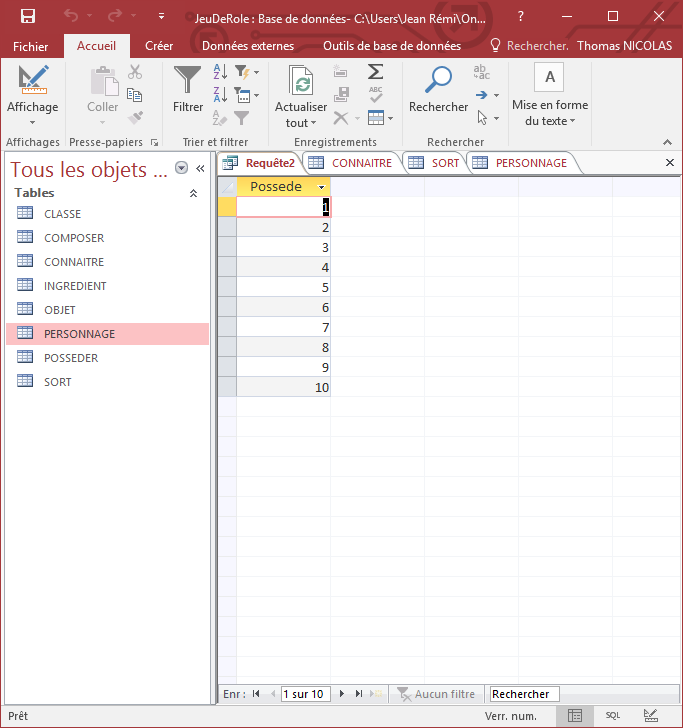 JeuDeRole : Base de données- C:\Users\Jean Rémi\On...
?
Fichier
Accueil
Créer
Données externes
Outils de base de données
Rechercher.
Thomas NICOLAS
Affichage
Coller
Filtrer
Actualiser
tout
Rechercher
ab
ac
A
Mise en forme
du texte
Affichages
Presse-papiers
Trier et filtrer
Enregistrements
Rechercher
Tous les objets ...
Tables
CLASSE
COMPOSER
CONNAITRE
INGREDIENT
OBJET
PERSONNAGE
POSSEDER
SORT
Requête2
CONNAITRE
SORT
PERSONNAGE
Possede
1
2
3
4
5
6
7
8
9
10
Enr :
1 sur 10
Aucun filtre
Rechercher
Prêt
Verr. num.
SQL